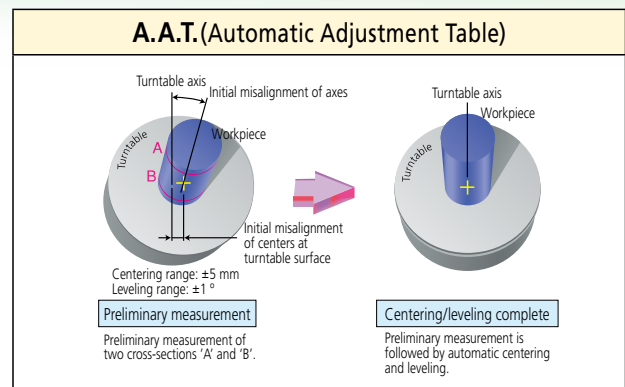 A.A.T.(Automatic Adjustment Table)
Turntable axis
Initial misalignment of axes
Workpiece
Turntable
A
B
Initial misalignment
of centers at
turntable surface
Centering range: ±5 mm
Leveling range: ±1 º
Preliminary measurement
Preliminary measurement of
two cross-sections ‘A’ and ‘B’.
Turntable axis
Workpiece
Turntable
Centering/leveling complete
Preliminary measurement is
followed by automatic centering
and leveling.